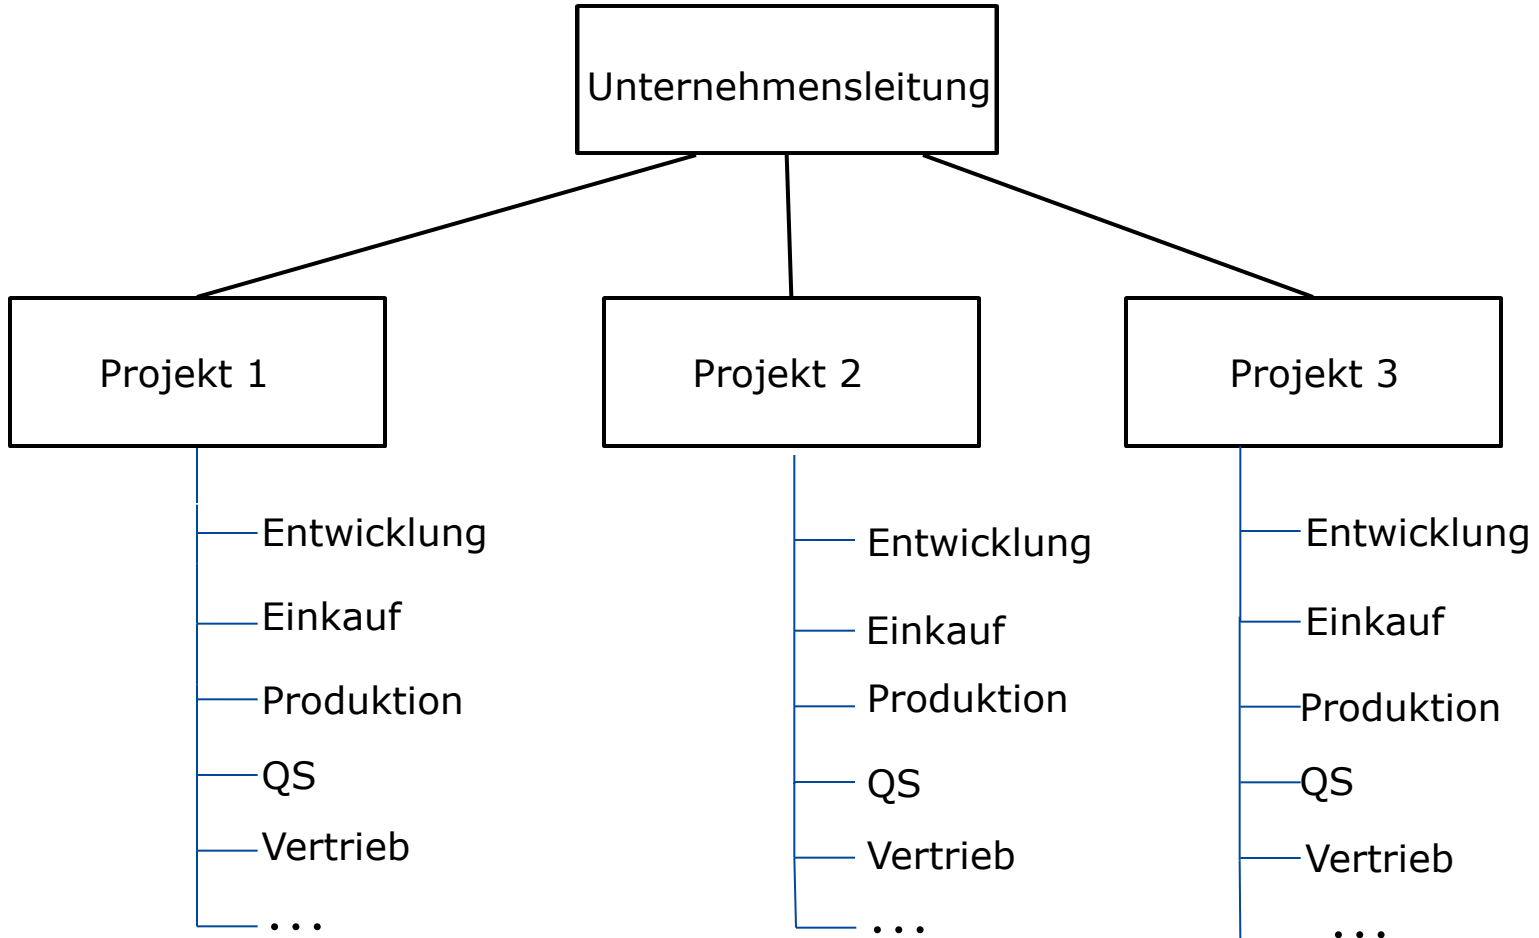 Unternehmensleitung
Projekt 1
Projekt 2
Projekt 3
Entwicklung
Einkauf
Produktion
QS
Vertrieb
...
Entwicklung
Einkauf
Produktion
QS
Vertrieb
...
Entwicklung
Einkauf
Produktion
QS
Vertrieb
...